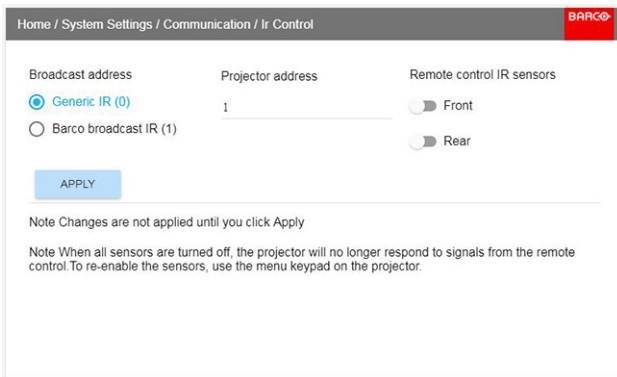 Home / System Settings / Communication / Ir Control
BARCO
Broadcast address
Generic IR (0)
Barco broadcast IR (1)
Projector address
1
Remote control IR sensors
Front
Rear
APPLY
Note Changes are not applied until you click Apply
Note When all sensors are turned off, the projector will no longer respond to signals from the remote
control.To re-enable the sensors, use the menu keypad on the projector.